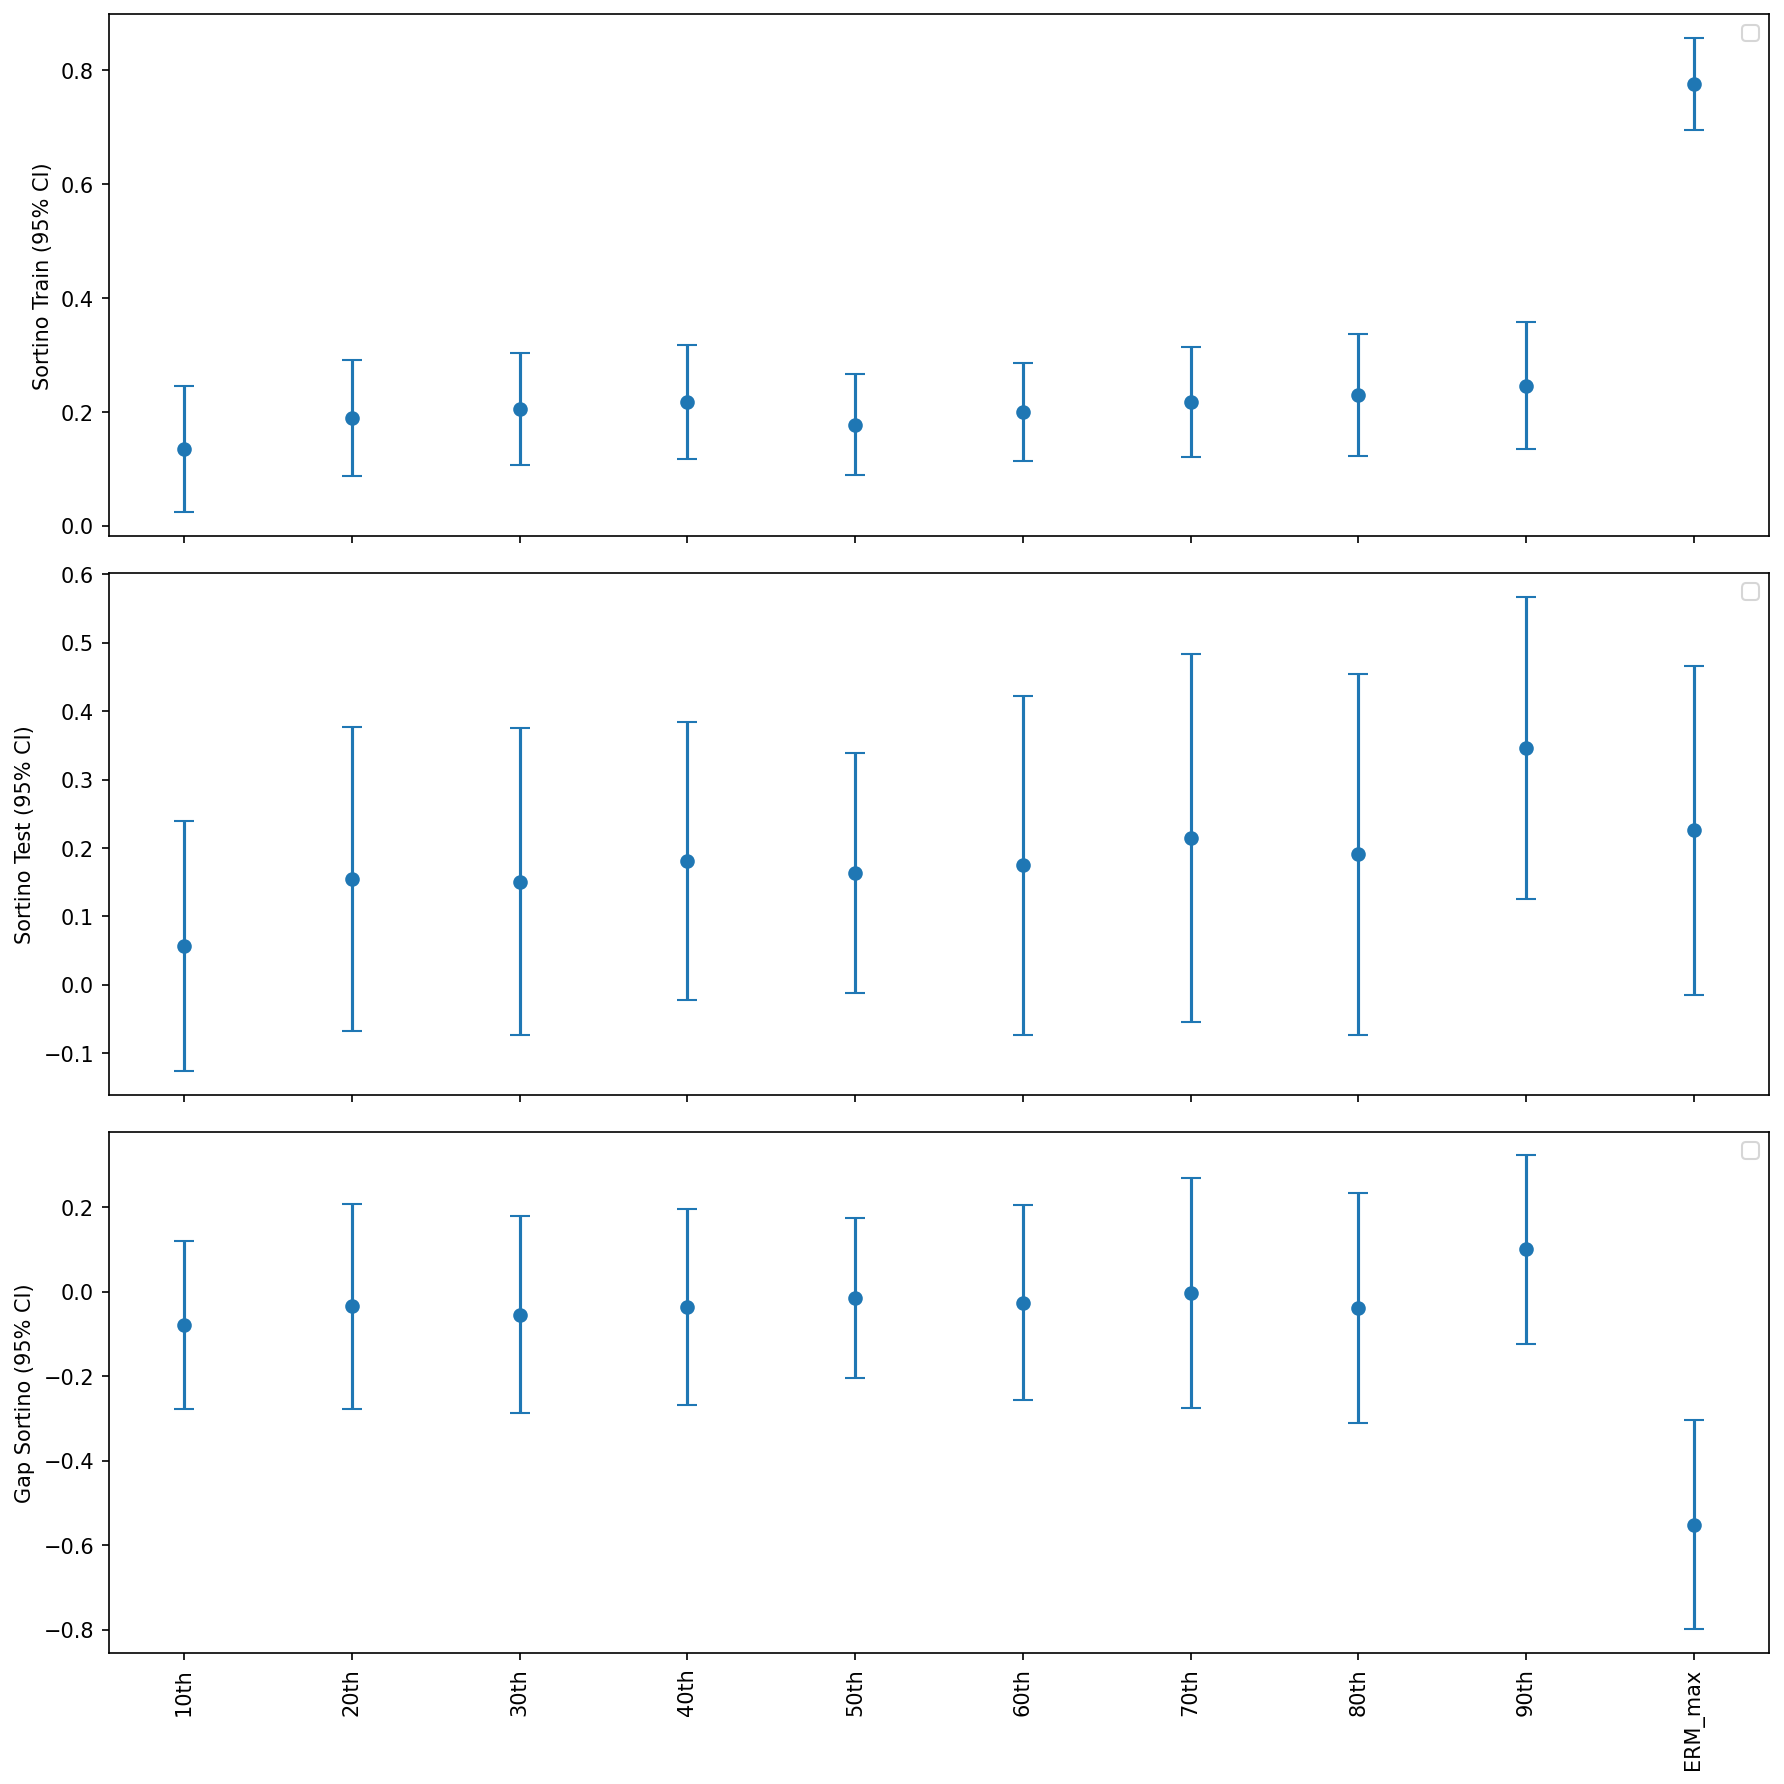 Sortino Train (95% CI)
0.8
0.6
0.4
0.2
0.0
Sortino Test (95% CI)
0.6
0.5
0.4
0.3
0.2
0.1
0.0
−0.1
Gap Sortino (95% CI)
0.2
0.0
−0.2
−0.4
−0.6
−0.8
10th
20th
30th
40th
50th
60th
70th
80th
90th
ERM_max